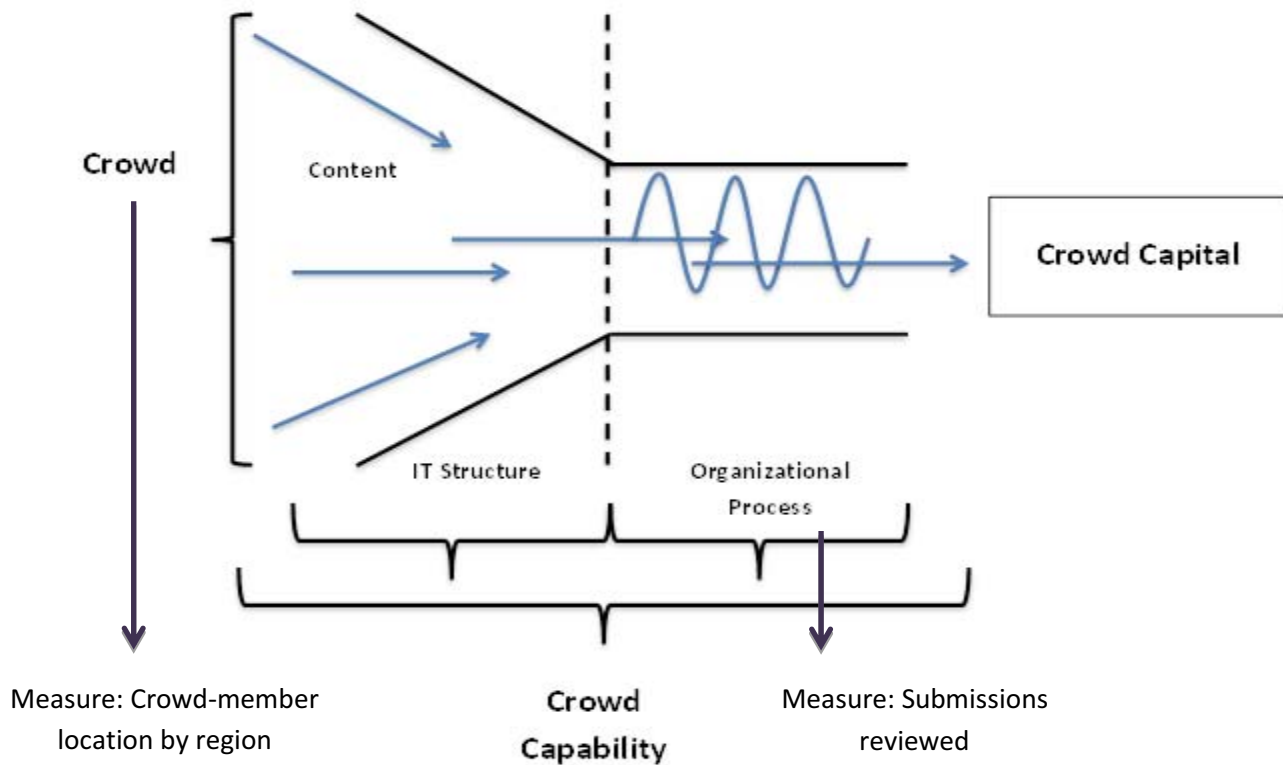 Crowd
Content
Crowd Capital
IT Structure
Organizational
Process
Measure: Crowd-member
location by region
Crowd
Capability
Measure: Submissions
reviewed